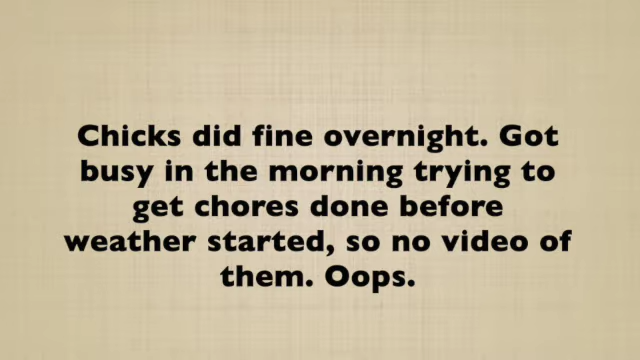 Chicks did fine overnight. Got
busy in the morning trying to
get chores done before
weather started, so no video of
them. Oops.